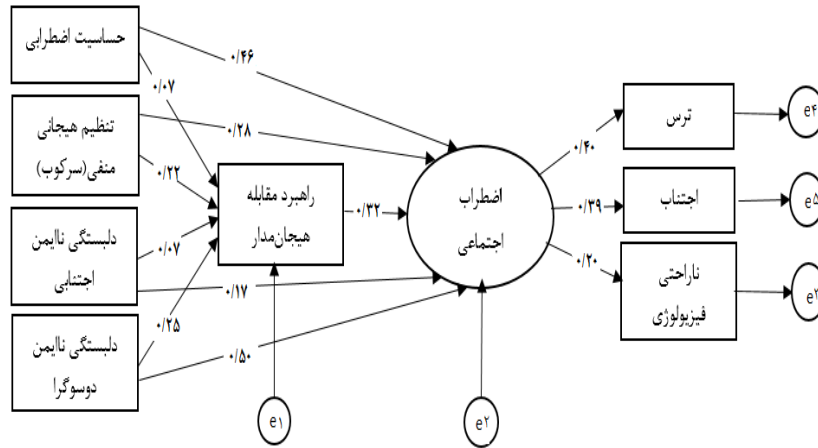 حساسیت اضطرابی
۰/۴۶
۰/۰۷
تنظیم هیجانی
منفی(سرکوب)
۰/۲۸
۰/۲۲
ترس
e۴
۰/۴۰
راهبرد مقابله
هیجان‌مدار
۰/۳۲
اضطراب
اجتماعی
۰/۳۹
اجتناب
e۵
دلبستگی ناایمن
اجتنابی
۰/۰۷
۰/۱۷
۰/۲۰
ناراحتی
فیزیولوژی
e۳
دلبستگی ناایمن
دوسوگرا
۰/۲۵
۰/۵۰
e۱
e۲